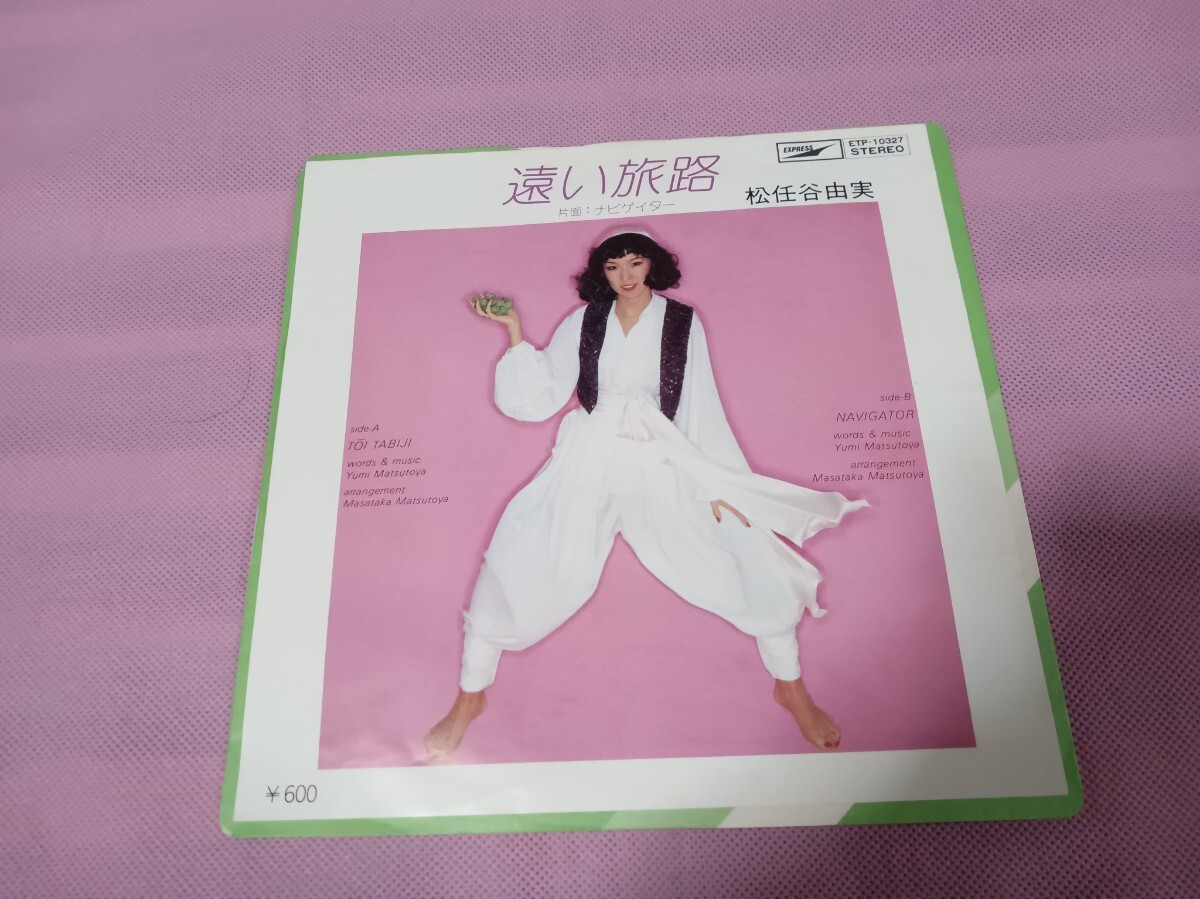 EXPRESS
ETP-10327
STEREO
遠い旅路
片面：ナビゲイター
松任谷由実
side-A
TŌI TABIJI
words & music
Yumi Matsutoya
arrangement
Masataka Matsutoya
side-B
NAVIGATOR
words & music
Yumi Matsutoya
arrangement
Masataka Matsutoya
￥600